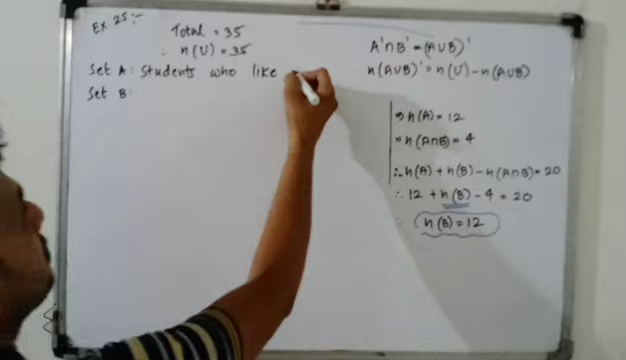 Ex. 25:-
Total = 35
∴ n(U) = 35
Set A: Students who like
Set B:
A'∩B' = (A∪B)'
n(A∪B)' = n(U) - n(A∪B)
⇒ n(A) = 12
⇒ n(A∩B) = 4
∴ n(A) + n(B) - n(A∩B) = 20
∴ 12 + n(B) - 4 = 20
∴ n(B) = 12